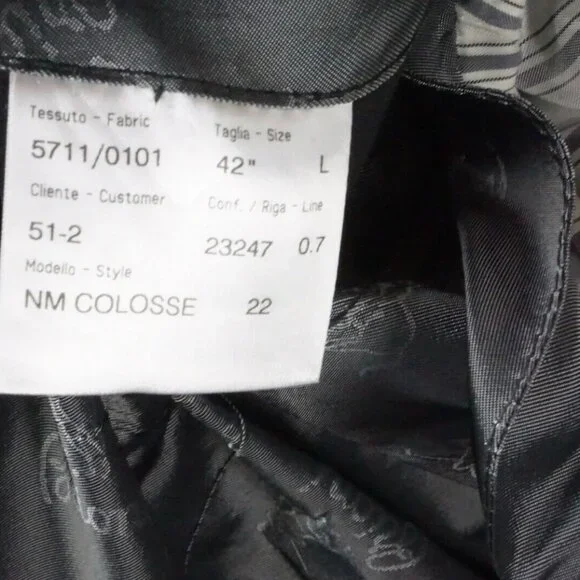 Tessuto - Fabric
Taglia - Size
5711/0101
42" L
Cliente - Customer
Conf. / Riga - Line
51-2
23247 0.7
Modello - Style
NM COLOSSE 22